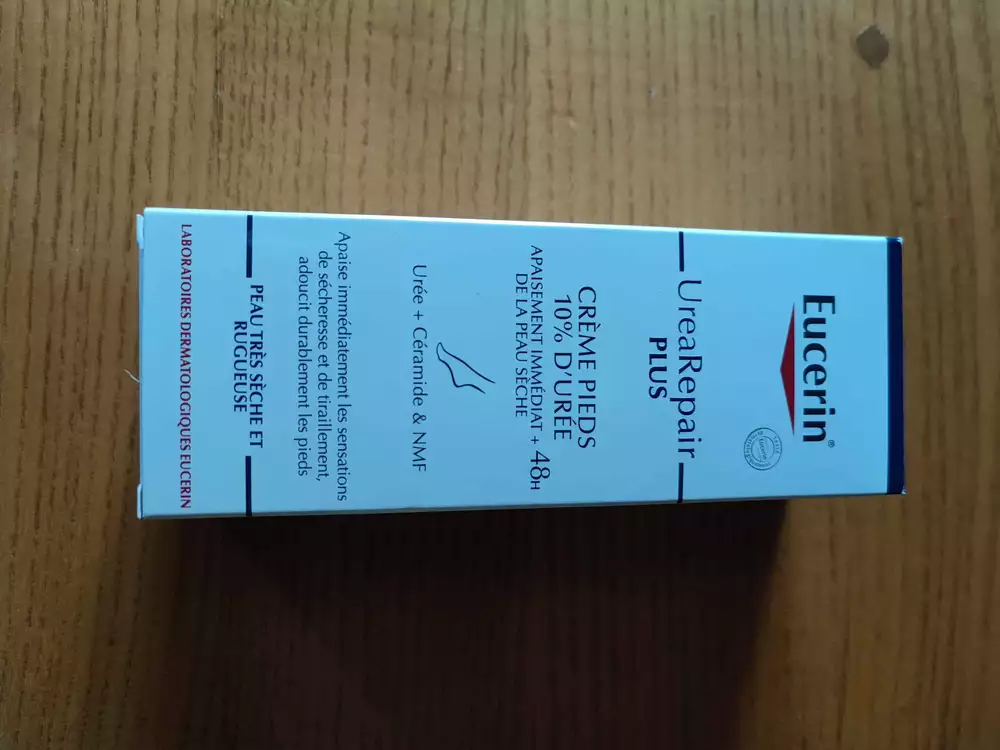 Eucerin®
UreaRepair
PLUS
CRÈME PIEDS
10% D'URÉE
APAISEMENT IMMÉDIAT + 48H
DE LA PEAU SÈCHE
Urée + Céramide & NMF
Apaise immédiatement les sensations
de sécheresse et de tiraillement,
adoucit durablement les pieds
PEAU TRÈS SÈCHE ET
RUGUEUSE
LABORATOIRES DERMATOLOGIQUES EUCERIN